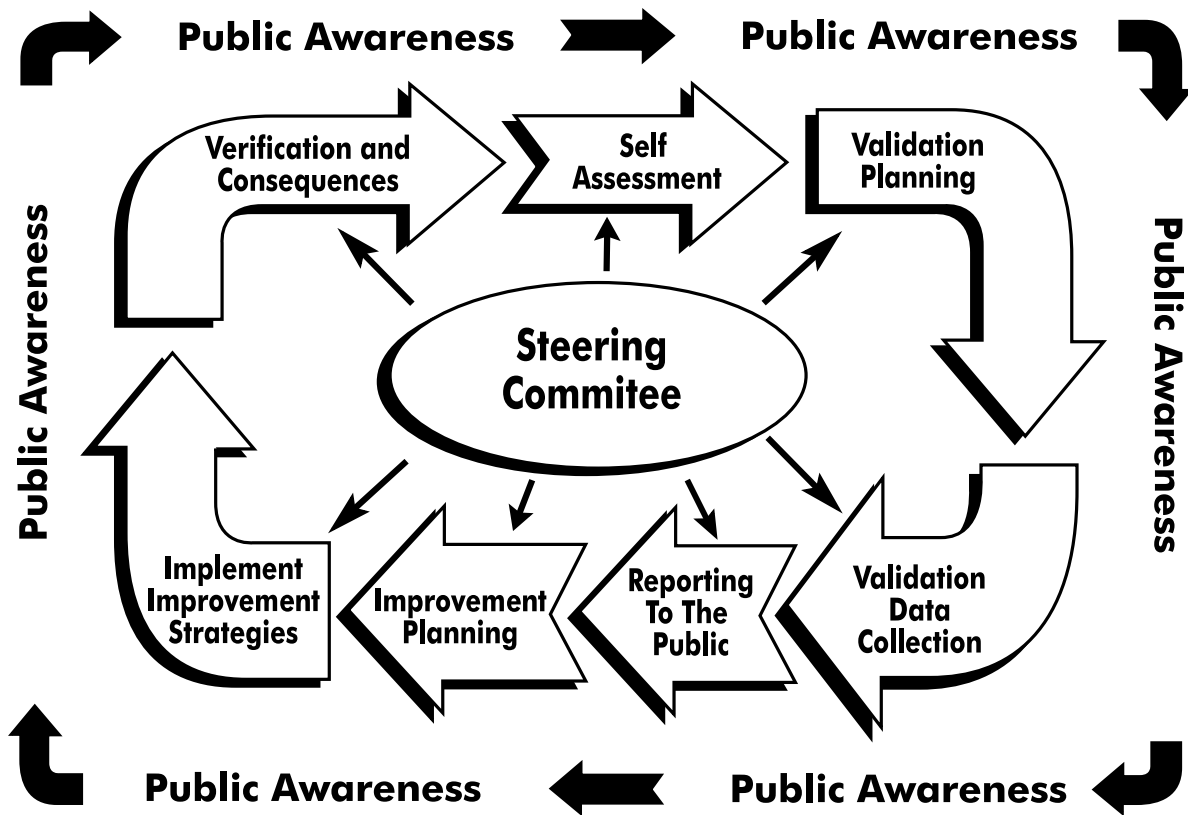 Public Awareness
Public Awareness
Verification and
Consequences
Self
Assessment
Validation
Planning
Public Awareness
Public Awareness
Steering
Commitee
Implement
Improvement
Strategies
Improvement
Planning
Reporting
To The
Public
Validation
Data
Collection
Public Awareness
Public Awareness